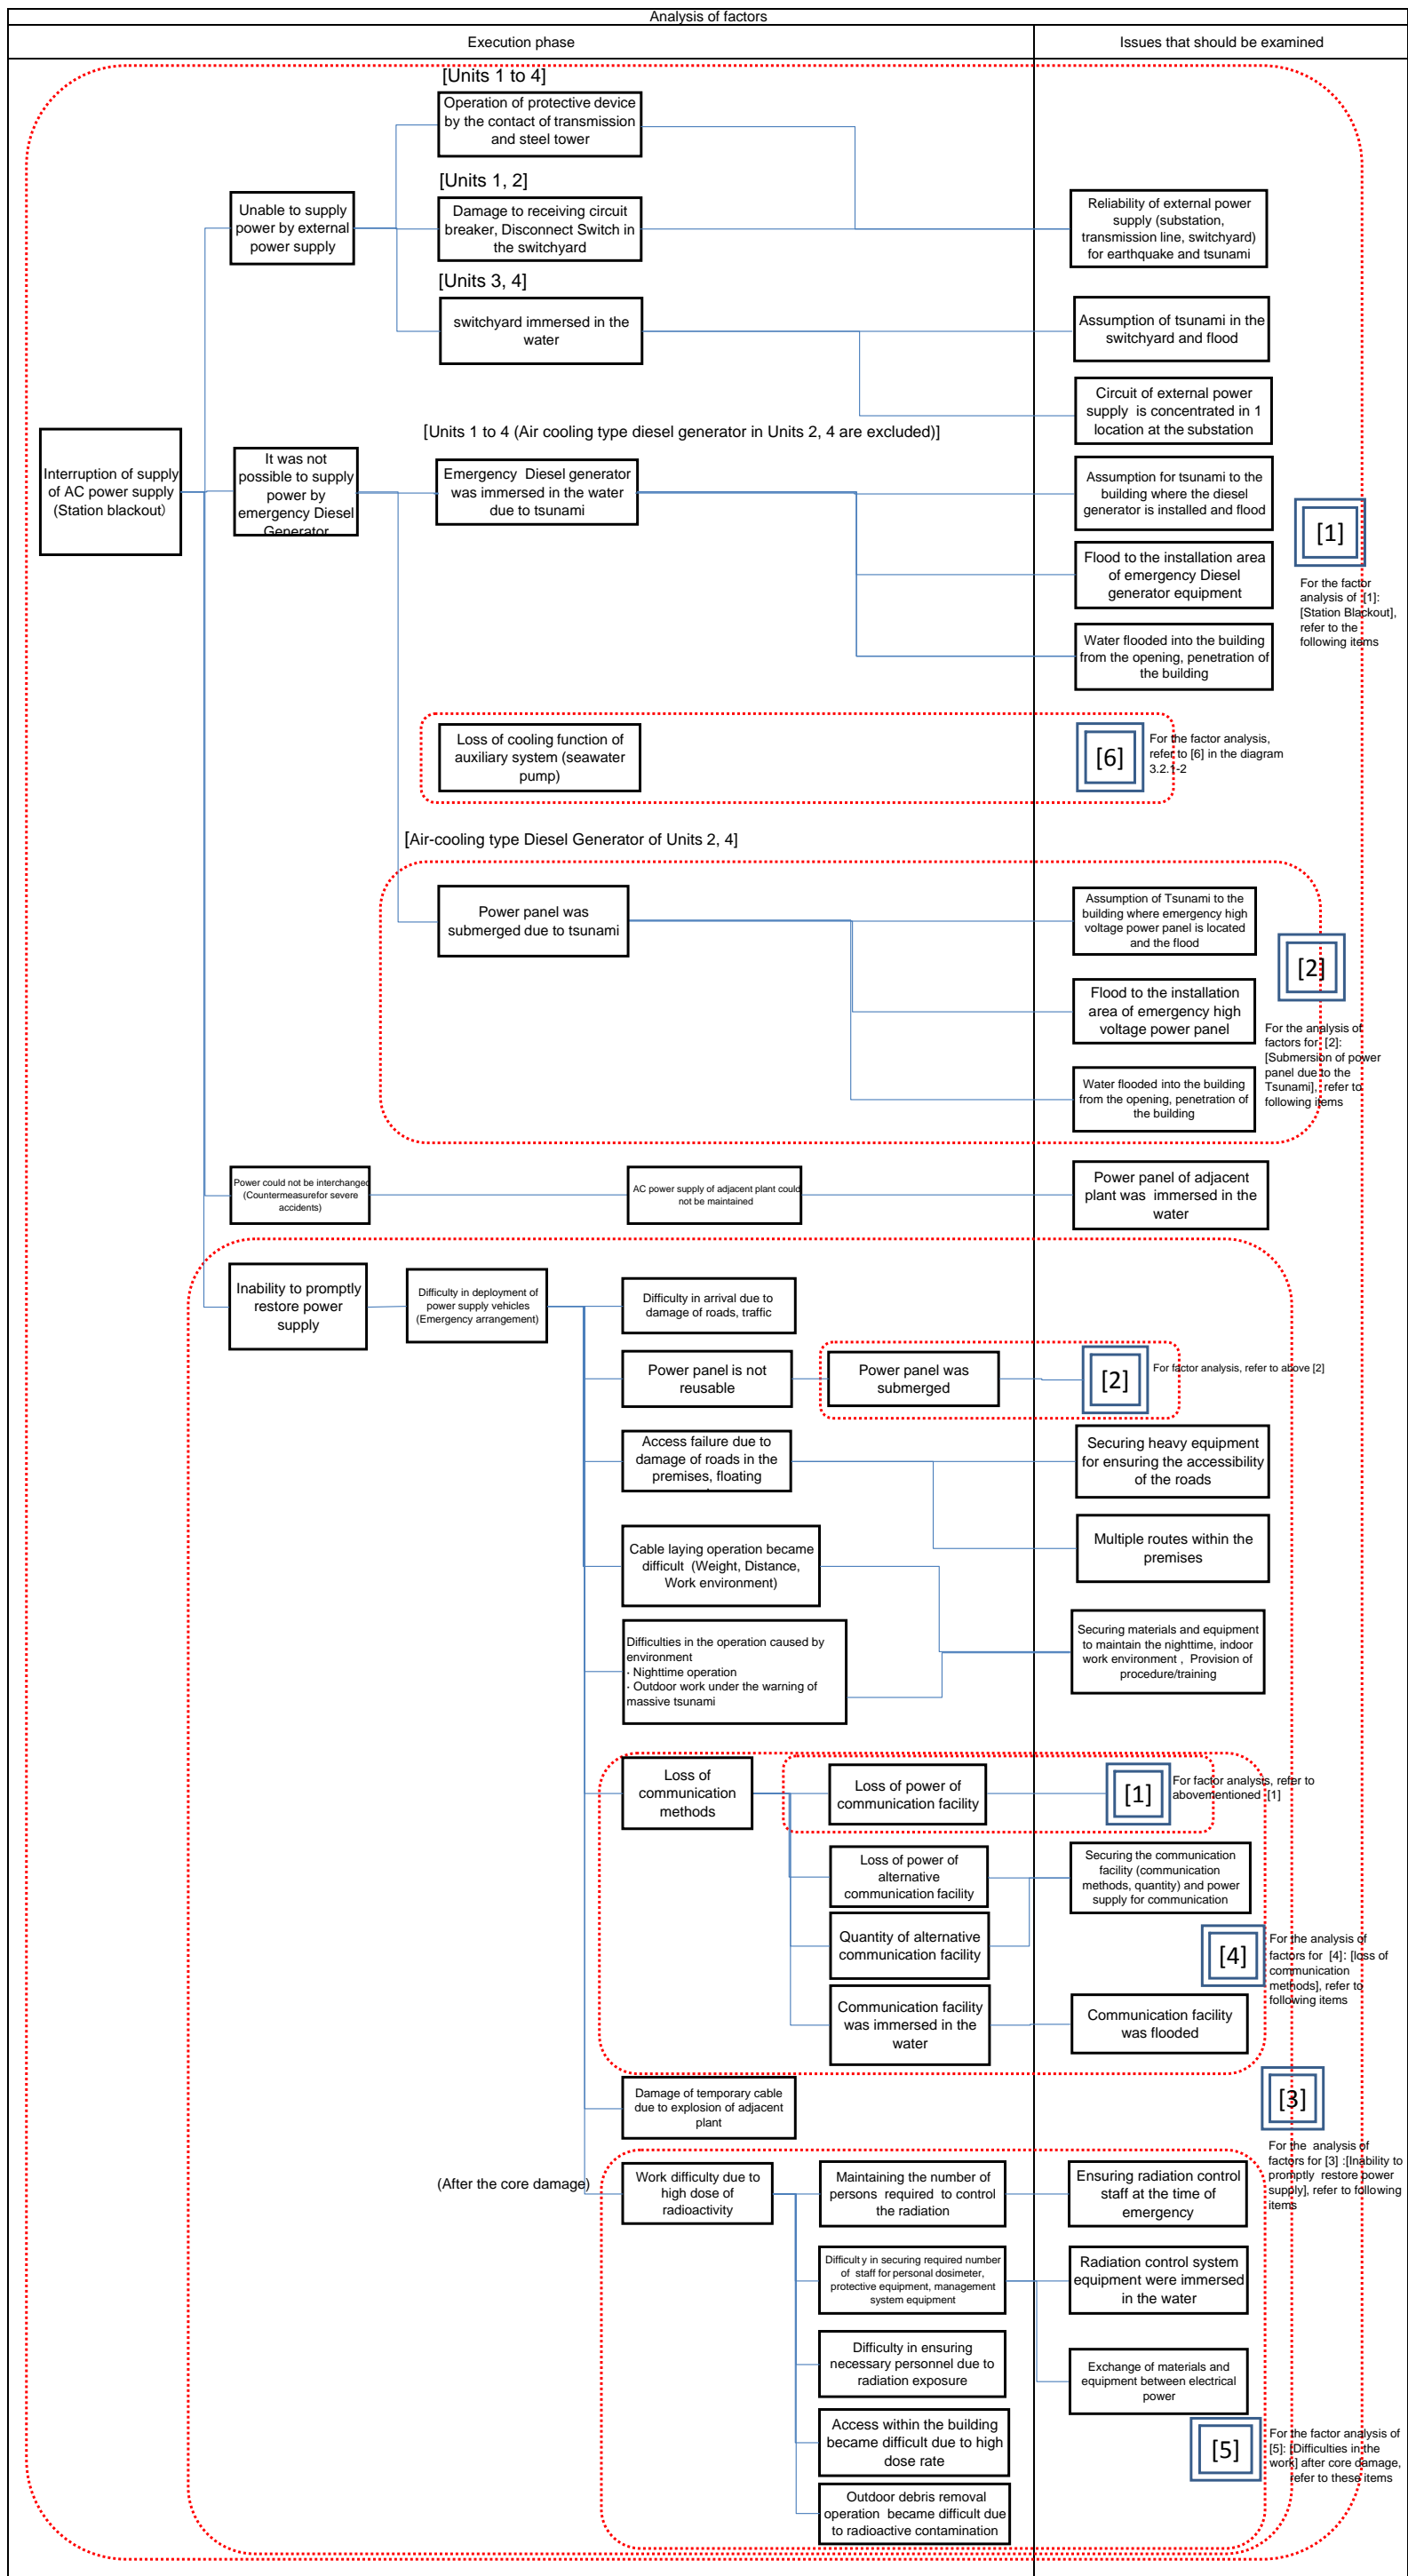 Analysis of factors
Execution phase
Issues that should be examined
[Units 1 to 4]
Operation of protective device
by the contact of transmission
and steel tower
[Units 1, 2]
Unable to supply
power by external
power supply
Damage to receiving circuit
breaker, Disconnect Switch in
the switchyard
Reliability of external power
supply (substation,
transmission line, switchyard)
for earthquake and tsunami
[Units 3, 4]
switchyard immersed in the
water
Assumption of tsunami in the
switchyard and flood
Circuit of external power
supply is concentrated in 1
location at the substation
[Units 1 to 4 (Air cooling type diesel generator in Units 2, 4 are excluded)]
Interruption of supply
of AC power supply
(Station blackout)
It was not
possible to supply
power by
emergency Diesel
Generator
Emergency Diesel generator
was immersed in the water
due to tsunami
Assumption for tsunami to the
building where the diesel
generator is installed and flood
[1]
Flood to the installation area
of emergency Diesel
generator equipment
For the factor
analysis of [1]:
[Station Blackout],
refer to the
following items
Water flooded into the building
from the opening, penetration of
the building
Loss of cooling function of
auxiliary system (seawater
pump)
[6]
For the factor analysis,
refer to [6] in the diagram
3.2.1-2
[Air-cooling type Diesel Generator of Units 2, 4]
Power panel was
submerged due to tsunami
Assumption of Tsunami to the
building where emergency high
voltage power panel is located
and the flood
[2]
Flood to the installation
area of emergency high
voltage power panel
For the analysis of
factors for [2]:
[Submersion of power
panel due to the
Tsunami], refer to
following items
Water flooded into the building
from the opening, penetration of
the building
Power could not be interchanged
(Countermeasurefor severe
accidents)
AC power supply of adjacent plant could
not be maintained
Power panel of adjacent
plant was immersed in the
water
Inability to promptly
restore power
supply
Difficulty in deployment of
power supply vehicles
(Emergency arrangement)
Difficulty in arrival due to
damage of roads, traffic
Power panel is not
reusable
Power panel was
submerged
[2]
For factor analysis, refer to above [2]
Access failure due to
damage of roads in the
premises, floating
Securing heavy equipment
for ensuring the accessibility
of the roads
Multiple routes within the
premises
Cable laying operation became
difficult (Weight, Distance,
Work environment)
Difficulties in the operation caused by
environment
· Nighttime operation
· Outdoor work under the warning of
massive tsunami
Securing materials and equipment
to maintain the nighttime, indoor
work environment , Provision of
procedure/training
Loss of
communication
methods
Loss of power of
communication facility
[1]
For factor analysis, refer to
abovementioned [1]
Loss of power of
alternative
communication facility
Securing the communication
facility (communication
methods, quantity) and power
supply for communication
Quantity of alternative
communication facility
[4]
For the analysis of
factors for [4]: [loss of
communication
methods], refer to
following items
Communication facility
was immersed in the
water
Communication facility
was flooded
Damage of temporary cable
due to explosion of adjacent
plant
[3]
For the analysis of
factors for [3] :[Inability to
promptly restore power
supply], refer to following
items
(After the core damage)
Work difficulty due to
high dose of
radioactivity
Maintaining the number of
persons required to control
the radiation
Ensuring radiation control
staff at the time of
emergency
Difficulty in securing required number
of staff for personal dosimeter,
protective equipment, management
system equipment
Radiation control system
equipment were immersed
in the water
Difficulty in ensuring
necessary personnel due to
radiation exposure
Exchange of materials and
equipment between electrical
power
Access within the building
became difficult due to high
dose rate
[5]
For the factor analysis of
[5]: [Difficulties in the
work] after core damage,
refer to these items
Outdoor debris removal
operation became difficult due
to radioactive contamination